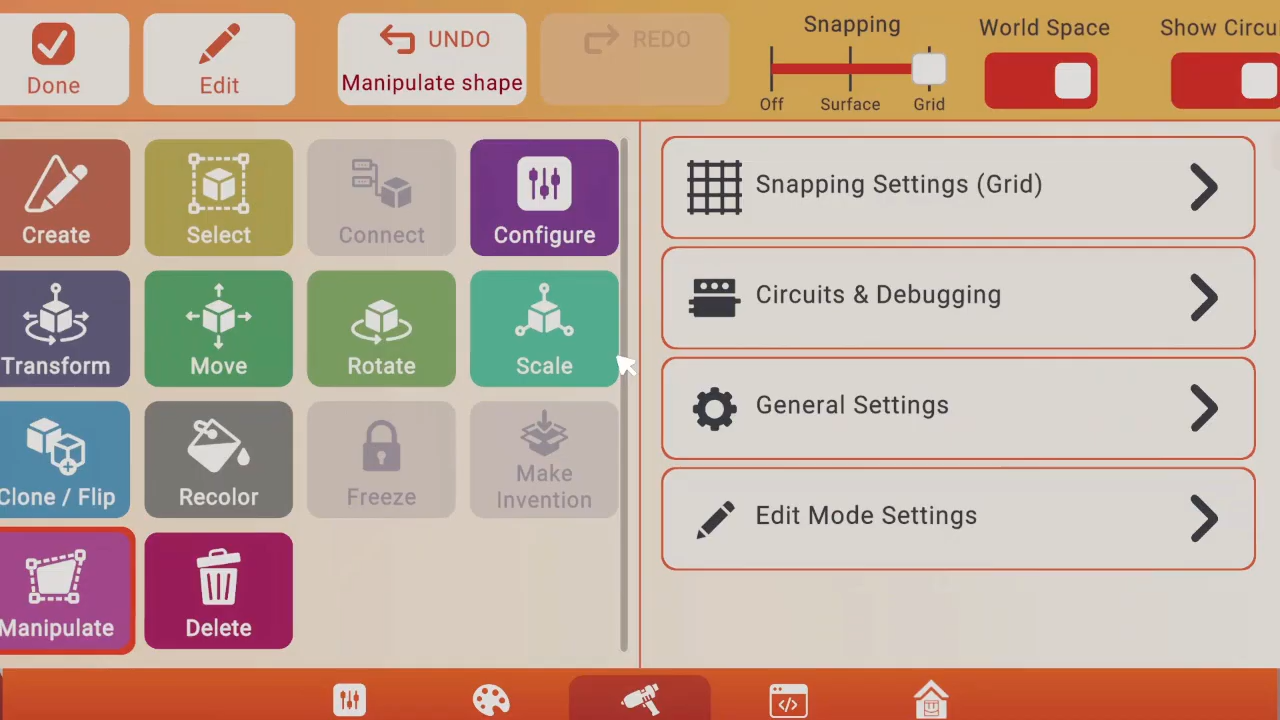 Done
Edit
UNDO
Manipulate shape
REDO
Snapping
Off
Surface
Grid
World Space
Show Circu
Create
Select
Connect
Configure
Transform
Move
Rotate
Scale
Clone / Flip
Recolor
Freeze
Make
Invention
Manipulate
Delete
Snapping Settings (Grid)
Circuits & Debugging
General Settings
Edit Mode Settings